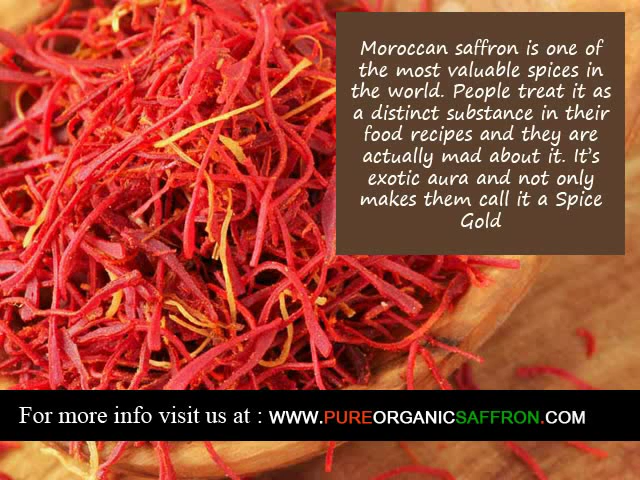 Moroccan saffron is one of
the most valuable spices in
the world. People treat it as
a distinct substance in their
food recipes and they are
actually mad about it. It's
exotic aura and not only
makes them call it a Spice
Gold
For more info visit us at : WWW.PUREORGANICSAFFRON.COM